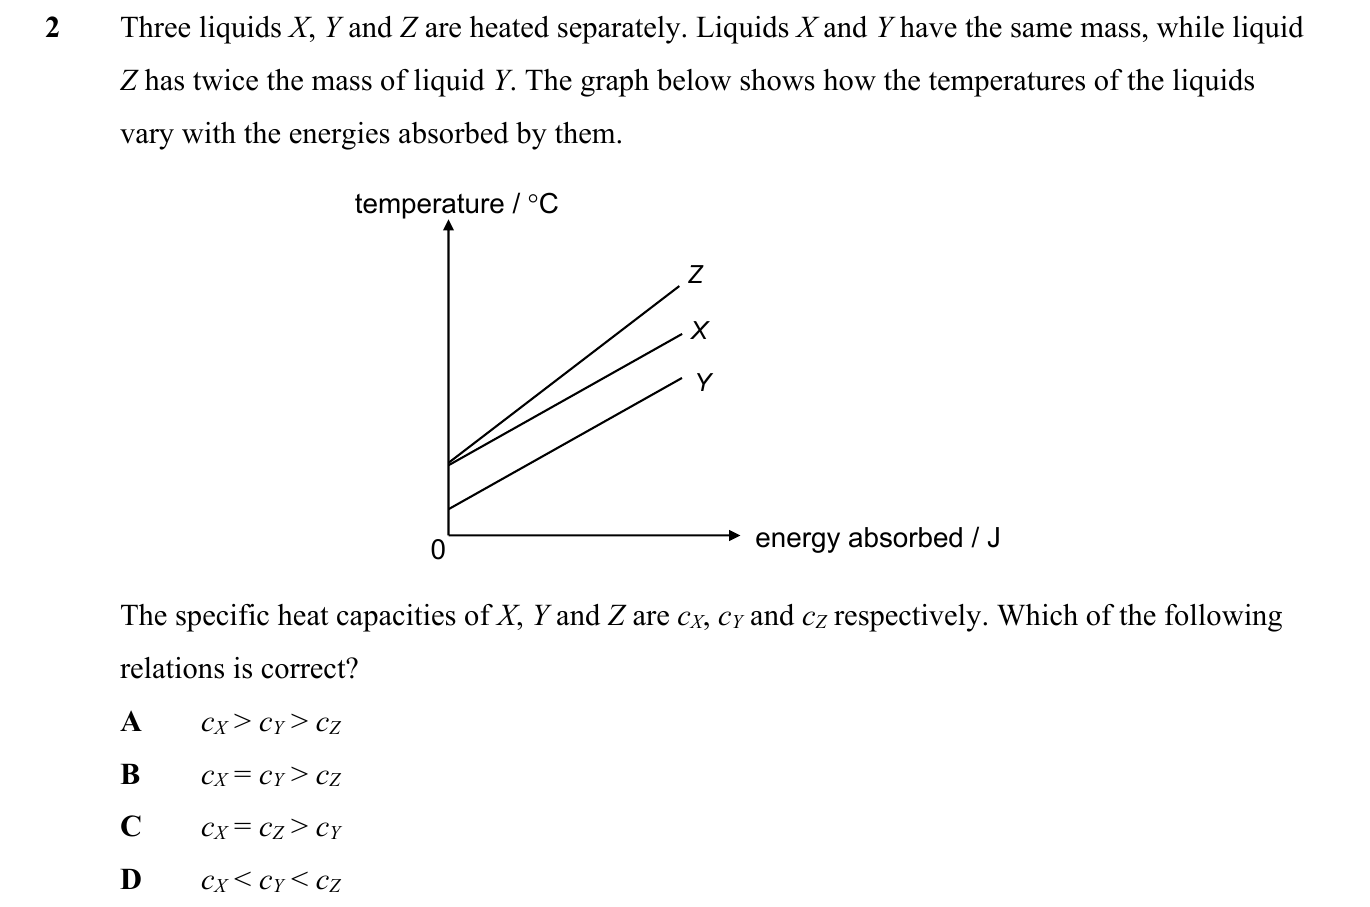 2 Three liquids X, Y and Z are heated separately. Liquids X and Y have the same mass, while liquid
Z has twice the mass of liquid Y. The graph below shows how the temperatures of the liquids
vary with the energies absorbed by them.
temperature / °C
Z
X
Y
0
energy absorbed / J
The specific heat capacities of X, Y and Z are cX, cY and cZ respectively. Which of the following
relations is correct?
A cX > cY > cZ
B cX = cY > cZ
C cX = cZ > cY
D cX < cY < cZ